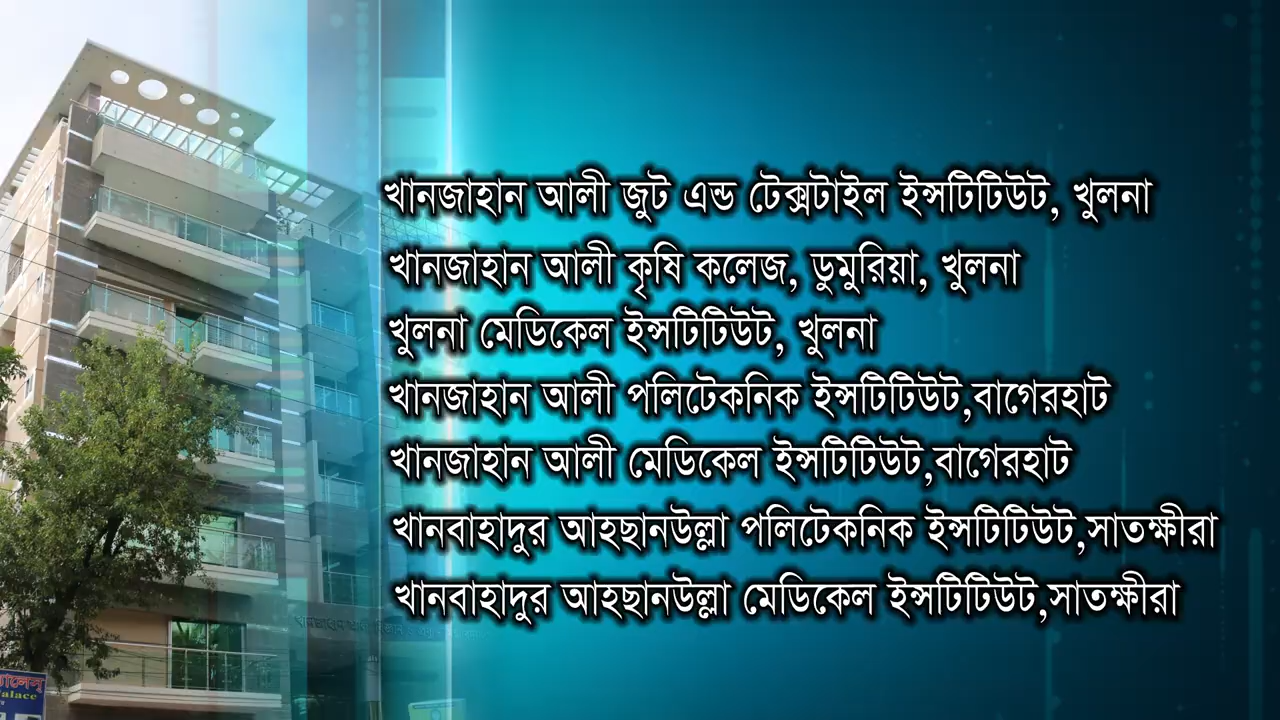 খানজাহান আলী জুট এন্ড টেক্সটাইল ইন্সটিটিউট, খুলনা
খানজাহান আলী কৃষি কলেজ, ডুমুরিয়া, খুলনা
খুলনা মেডিকেল ইন্সটিটিউট, খুলনা
খানজাহান আলী পলিটেকনিক ইন্সটিটিউট,বাগেরহাট
খানজাহান আলী মেডিকেল ইন্সটিটিউট,বাগেরহাট
খানবাহাদুর আহছানউল্লা পলিটেকনিক ইন্সটিটিউট,সাতক্ষীরা
খানবাহাদুর আহছানউল্লা মেডিকেল ইন্সটিটিউট,সাতক্ষীরা